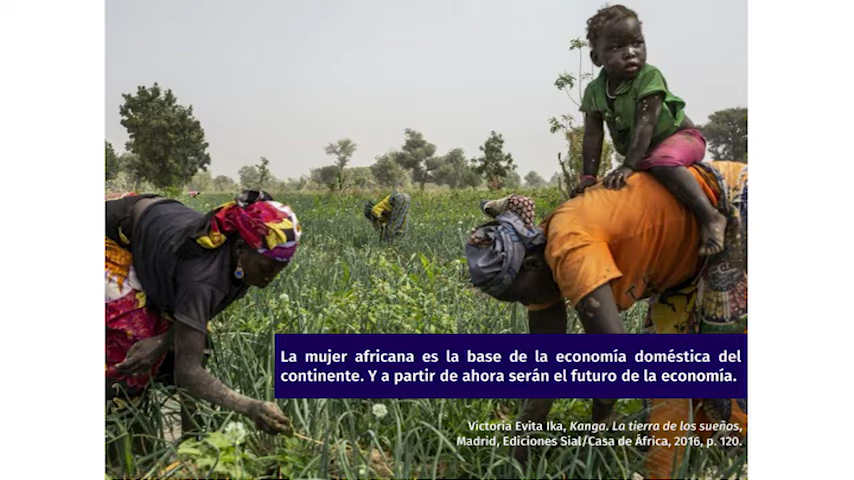 La mujer africana es la base de la economía doméstica del
continente. Y a partir de ahora serán el futuro de la economía.
Victoria Evita Ika, Kanga. La tierra de los sueños,
Madrid, Ediciones Sial/Casa de África, 2016, p. 120.